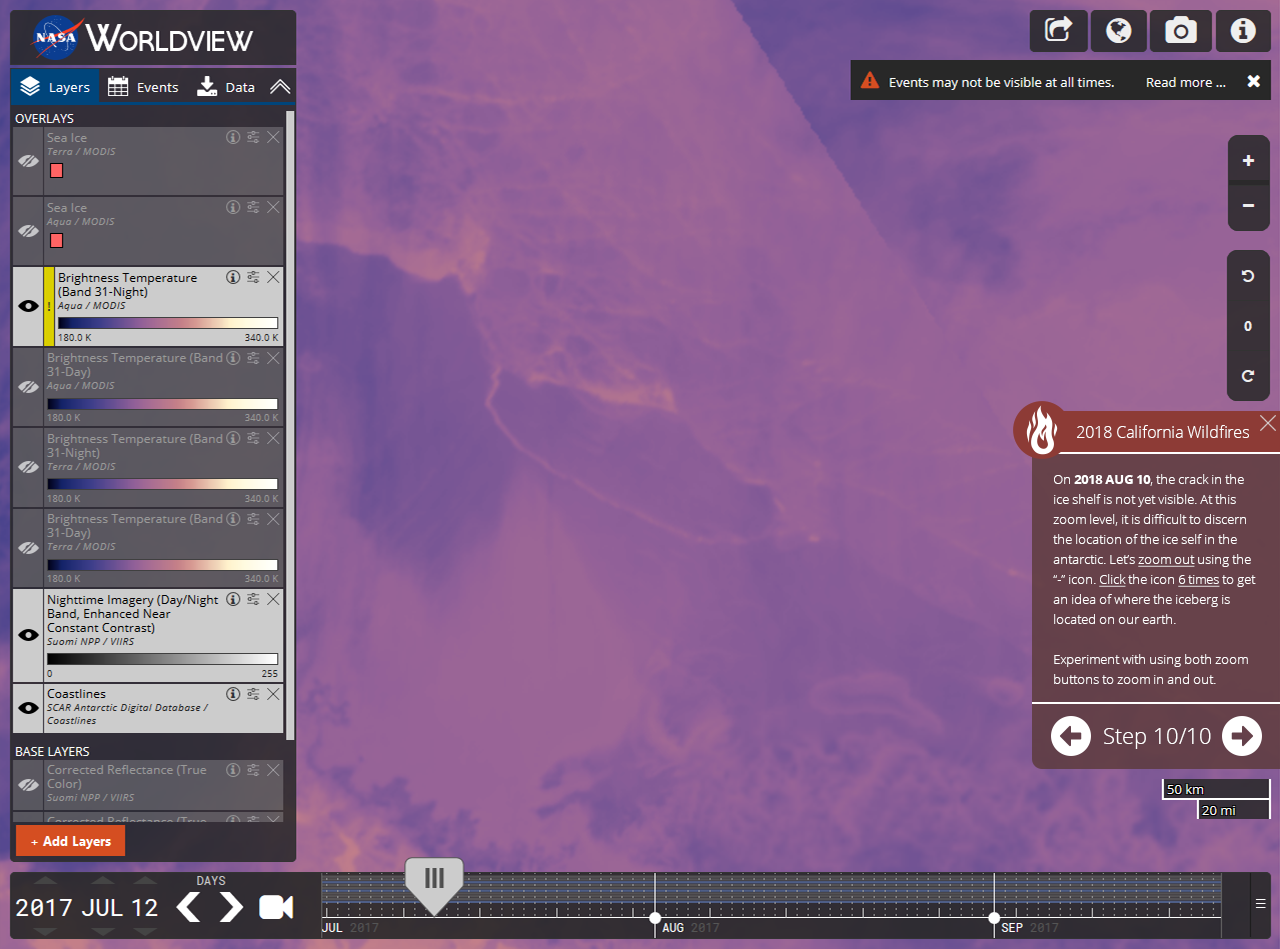 NASA WORLDVIEW
Layers Events Data
Events may not be visible at all times. Read more ...
OVERLAYS
Sea Ice
Terra / MODIS
Sea Ice
Aqua / MODIS
Brightness Temperature
(Band 31-Night)
Aqua / MODIS
180.0 K 340.0 K
Brightness Temperature (Band
31-Day)
Aqua / MODIS
180.0 K 340.0 K
Brightness Temperature (Band
31-Night)
Terra / MODIS
180.0 K 340.0 K
Brightness Temperature (Band
31-Day)
Terra / MODIS
180.0 K 340.0 K
Nighttime Imagery (Day/Night
Band, Enhanced Near
Constant Contrast)
Suomi NPP / VIIRS
0 255
Coastlines
SCAR Antarctic Digital Database /
Coastlines
BASE LAYERS
Corrected Reflectance (True
Color)
Suomi NPP / VIIRS
Corrected Reflectance (True
+ Add Layers
+
−
0
2018 California Wildfires
On 2018 AUG 10, the crack in the
ice shelf is not yet visible. At this
zoom level, it is difficult to discern
the location of the ice self in the
antarctic. Let's zoom out using the
"-" icon. Click the icon 6 times to get
an idea of where the iceberg is
located on our earth.
Experiment with using both zoom
buttons to zoom in and out.
Step 10/10
50 km
20 mi
DAYS
2017 JUL 12
JUL 2017 AUG 2017 SEP 2017